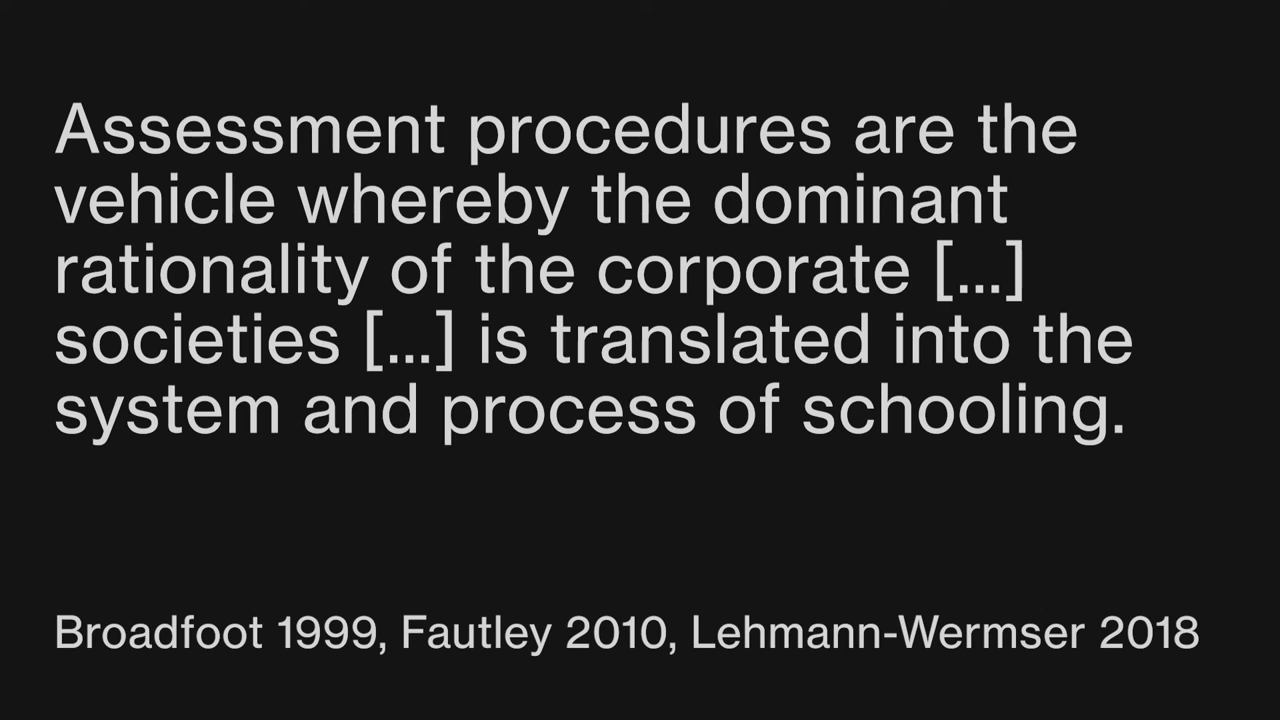 Assessment procedures are the
vehicle whereby the dominant
rationality of the corporate [...]
societies [...] is translated into the
system and process of schooling.
Broadfoot 1999, Fautley 2010, Lehmann-Wermser 2018